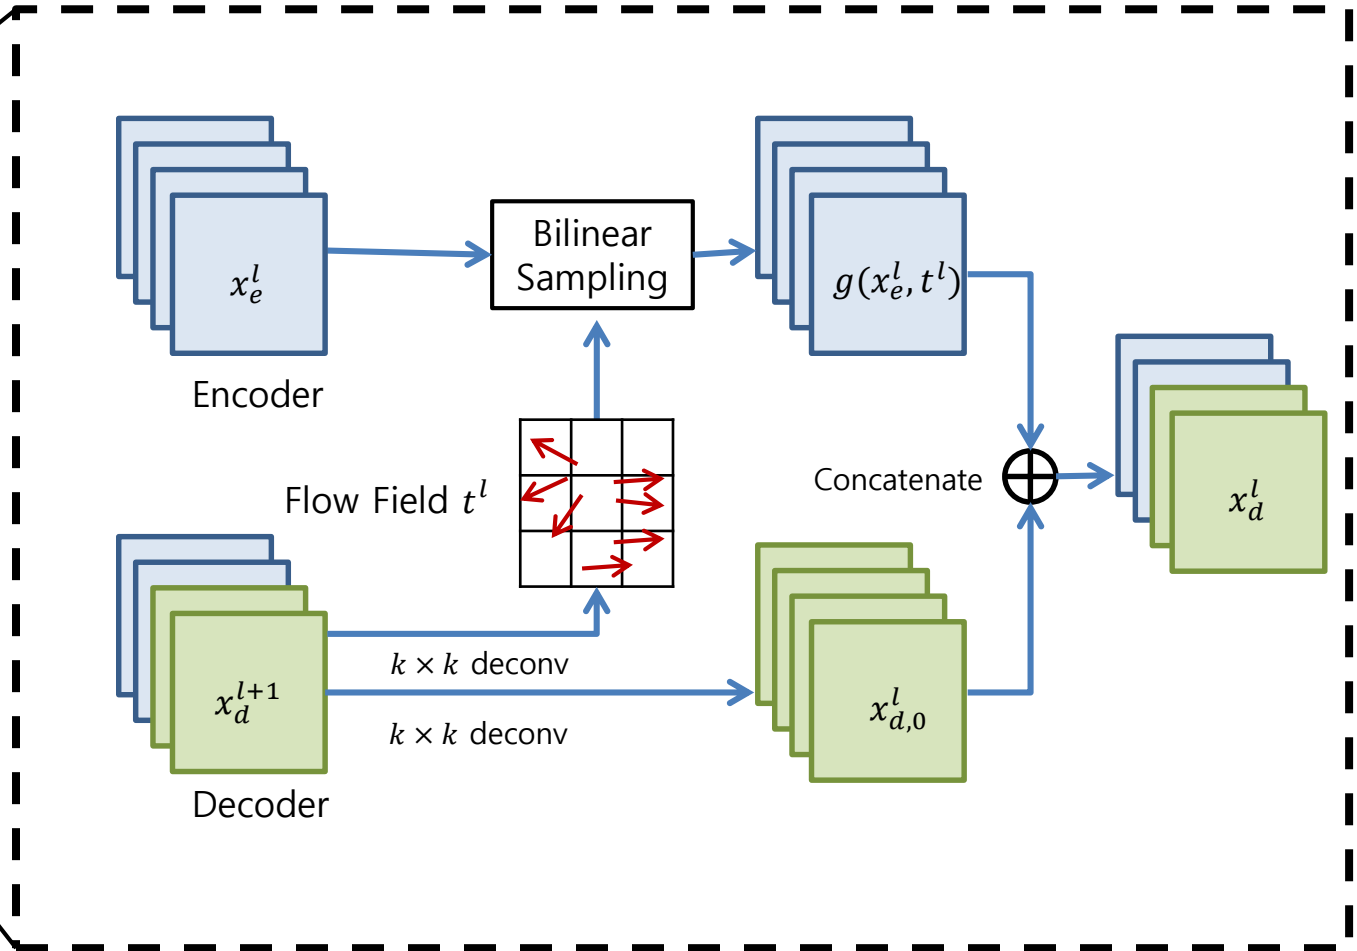 x_e^l
Encoder
Bilinear
Sampling
g(x_e^l, t^l)
Flow Field t^l
Concatenate
x_d^l
x_d^{l+1}
Decoder
k × k deconv
k × k deconv
x_{d,0}^l